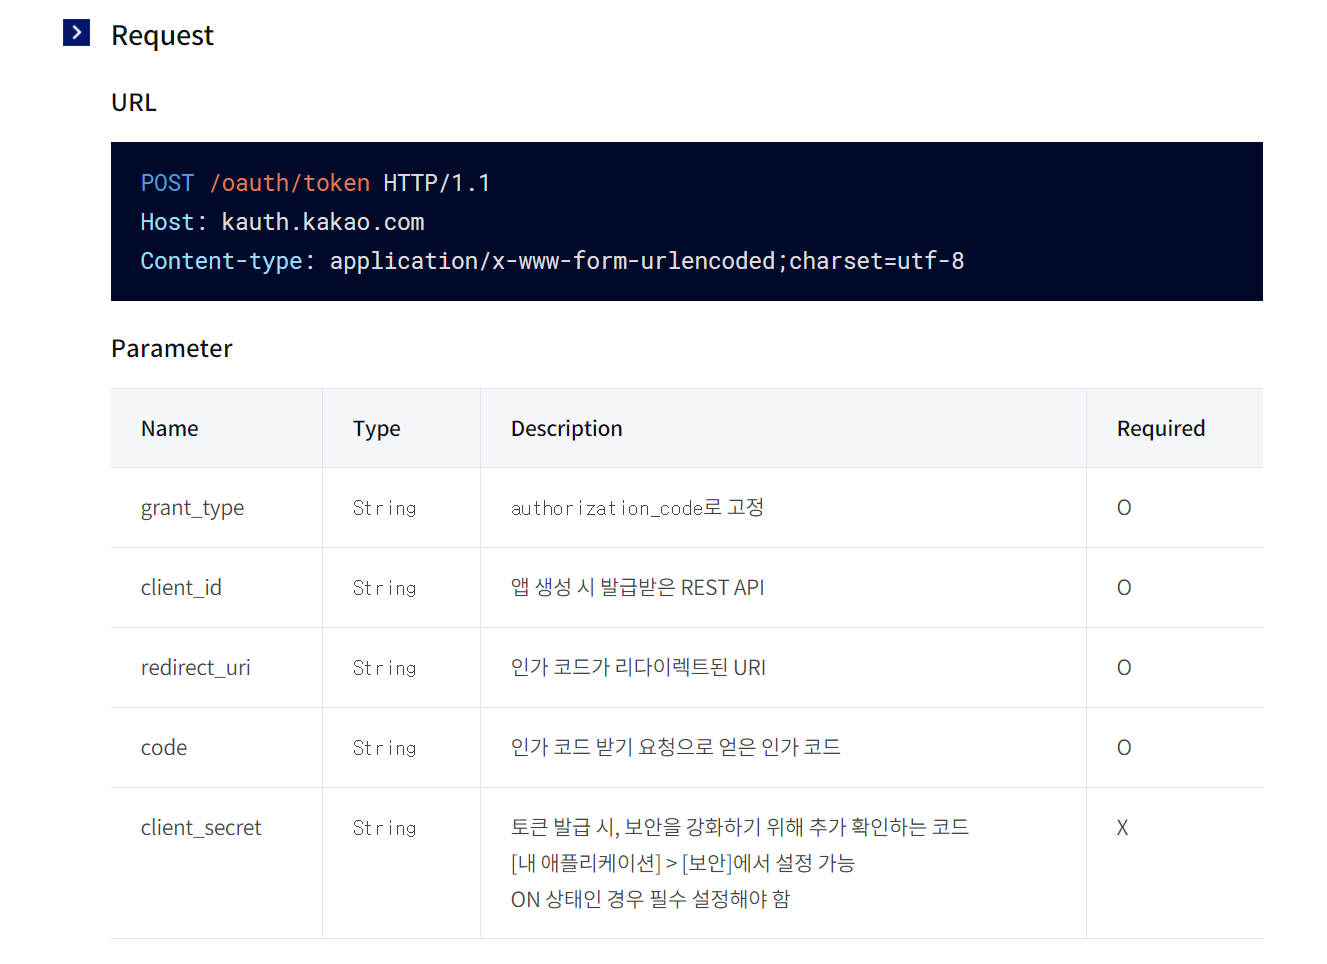 Request
URL
POST /oauth/token HTTP/1.1
Host: kauth.kakao.com
Content-type: application/x-www-form-urlencoded;charset=utf-8
Parameter
Name Type Description Required
grant_type String authorization_code로 고정 O
client_id String 앱 생성 시 발급받은 REST API O
redirect_uri String 인가 코드가 리다이렉트된 URI O
code String 인가 코드 받기 요청으로 얻은 인가 코드 O
client_secret String 토큰 발급 시, 보안을 강화하기 위해 추가 확인하는 코드 X
[내 애플리케이션] > [보안]에서 설정 가능
ON 상태인 경우 필수 설정해야 함